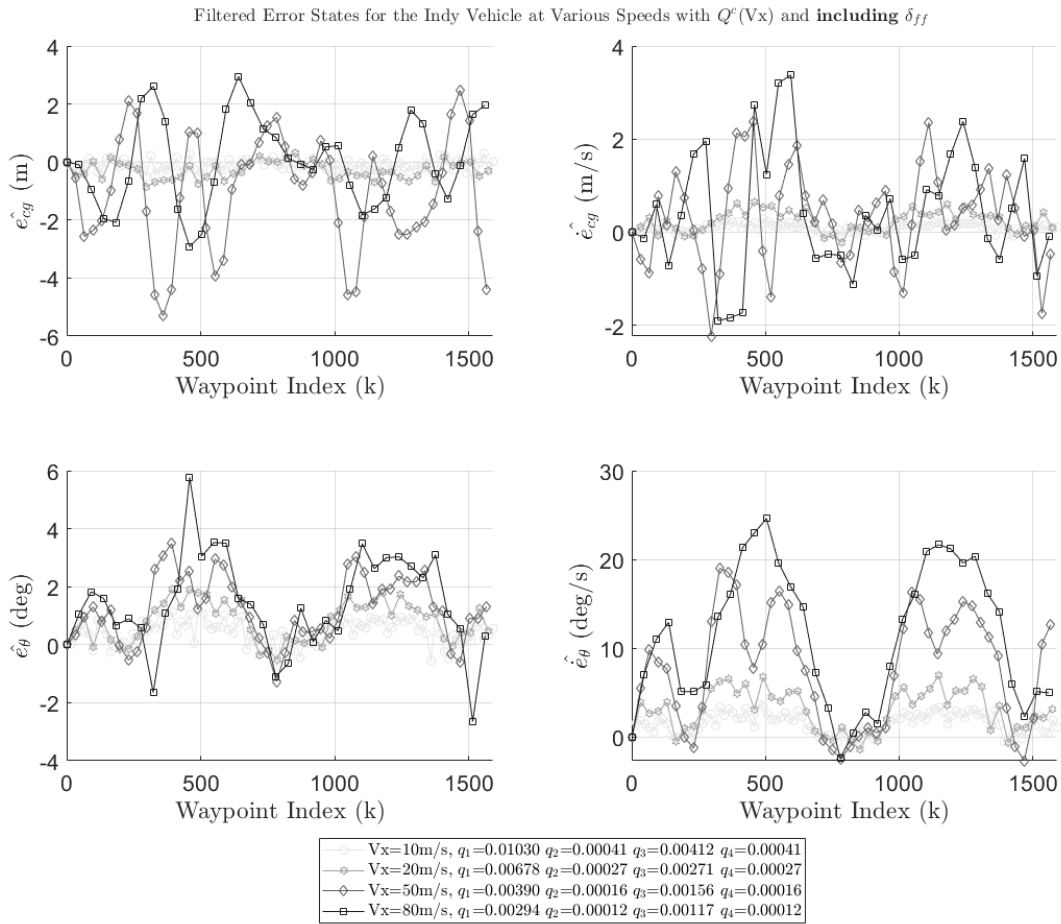 Filtered Error States for the Indy Vehicle at Various Speeds with Qᶜ(Vx) and including δ_ff
4
2
0
-2
-4
-6
ê_cg (m)
0 500 1000 1500
Waypoint Index (k)
4
2
0
-2
ė̂_cg (m/s)
0 500 1000 1500
Waypoint Index (k)
6
4
2
0
-2
-4
ê_θ (deg)
0 500 1000 1500
Waypoint Index (k)
30
20
10
0
ė̂_θ (deg/s)
0 500 1000 1500
Waypoint Index (k)
Vx=10m/s, q₁=0.01030 q₂=0.00041 q₃=0.00412 q₄=0.00041
Vx=20m/s, q₁=0.00678 q₂=0.00027 q₃=0.00271 q₄=0.00027
Vx=50m/s, q₁=0.00390 q₂=0.00016 q₃=0.00156 q₄=0.00016
Vx=80m/s, q₁=0.00294 q₂=0.00012 q₃=0.00117 q₄=0.00012